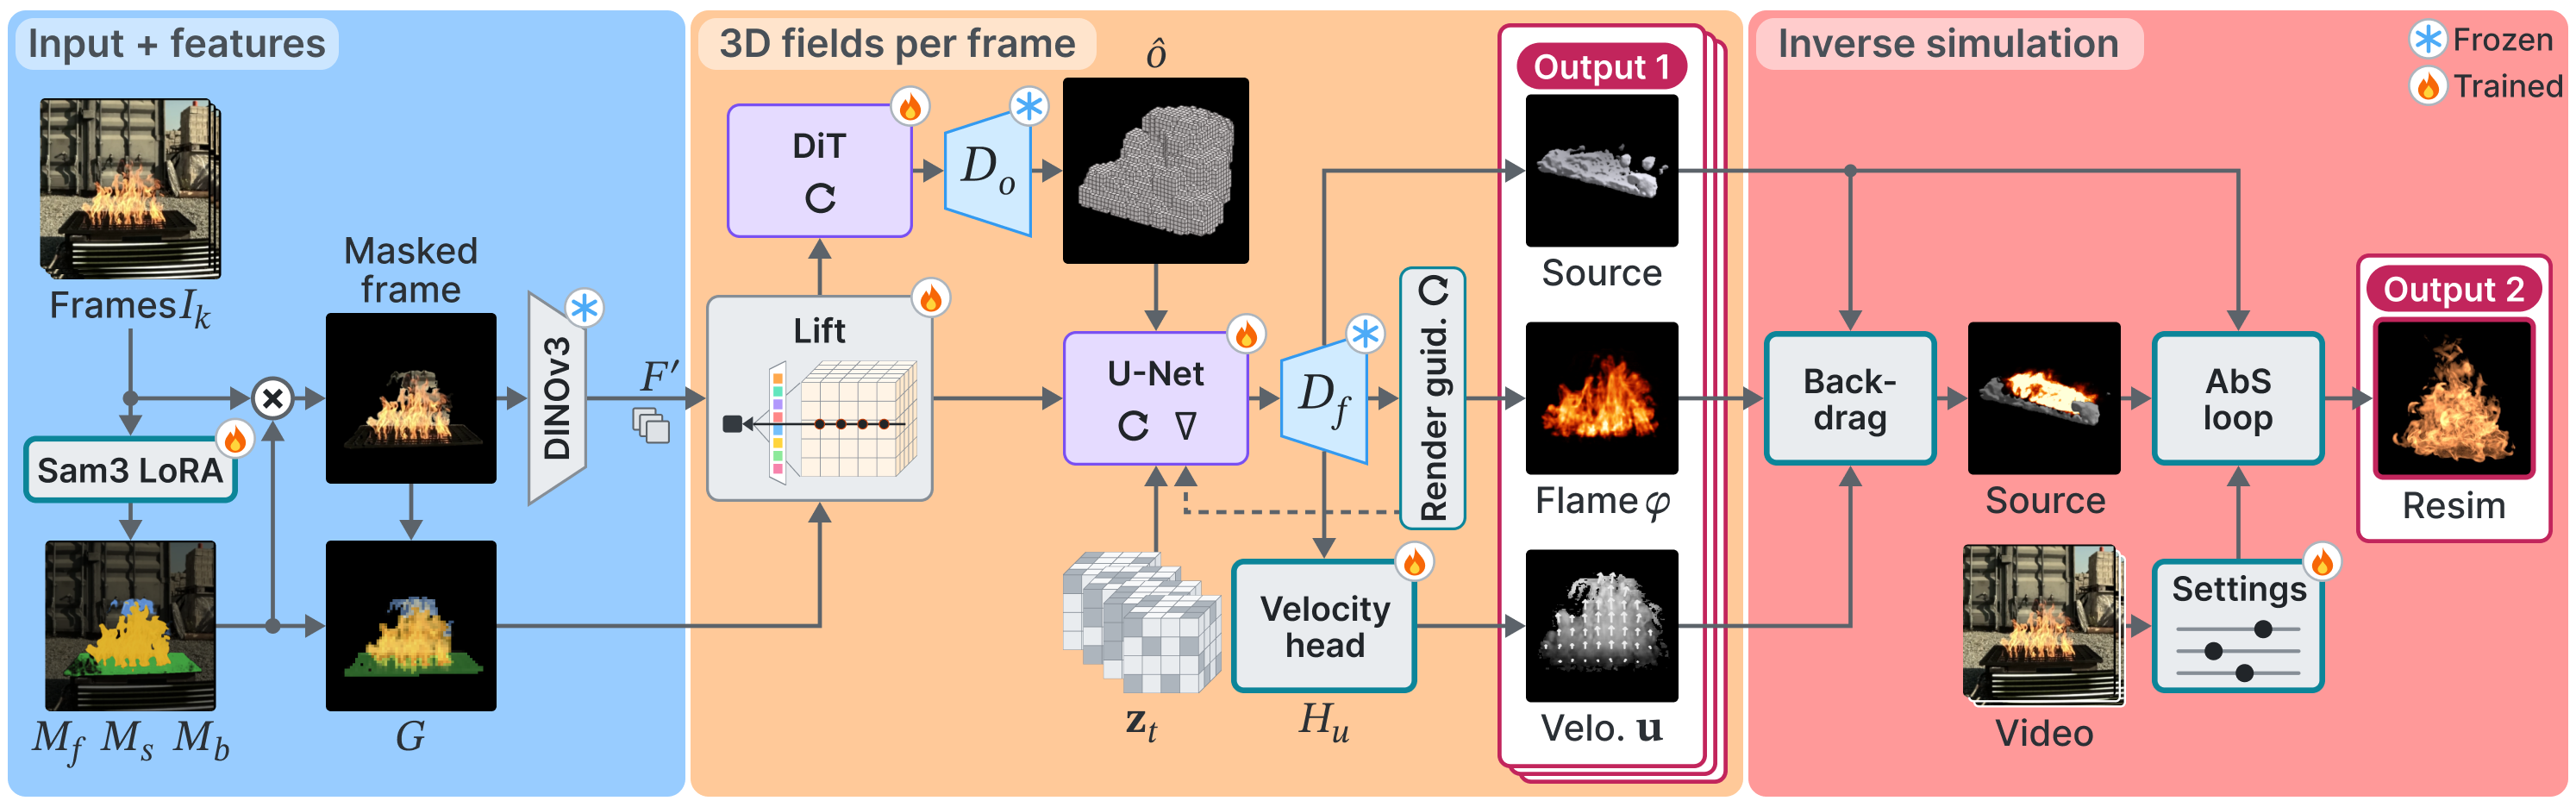 Input + features
Frames I_k
Sam3 LoRA
M_f M_s M_b
Masked
frame
G
DINOv3
F′
3D fields per frame
DiT
D_o
ô
Lift
U-Net
∇
z_t
D_f
Render guid.
Velocity
head
H_u
Output 1
Source
Flame φ
Velo. u
Inverse simulation
Frozen
Trained
Back-
drag
Source
AbS
loop
Video
Settings
Output 2
Resim